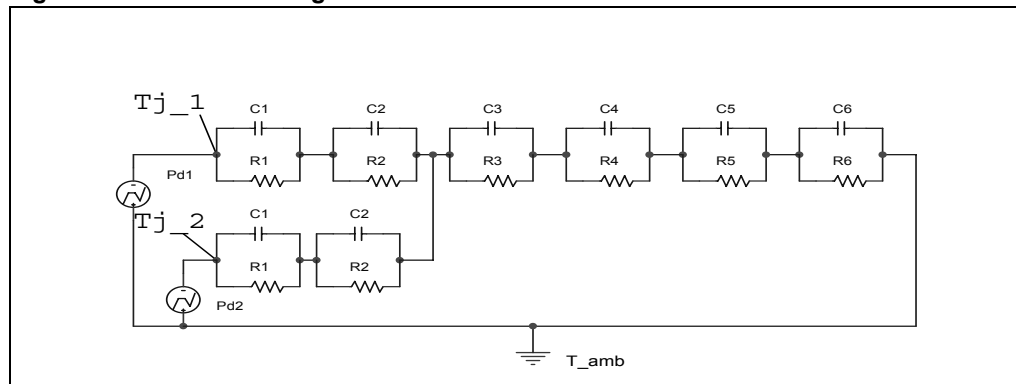 Tj_1
C1 C2 C3 C4 C5 C6
R1 R2 R3 R4 R5 R6
Pd1
Tj_2
C1 C2
R1 R2
Pd2
T_amb